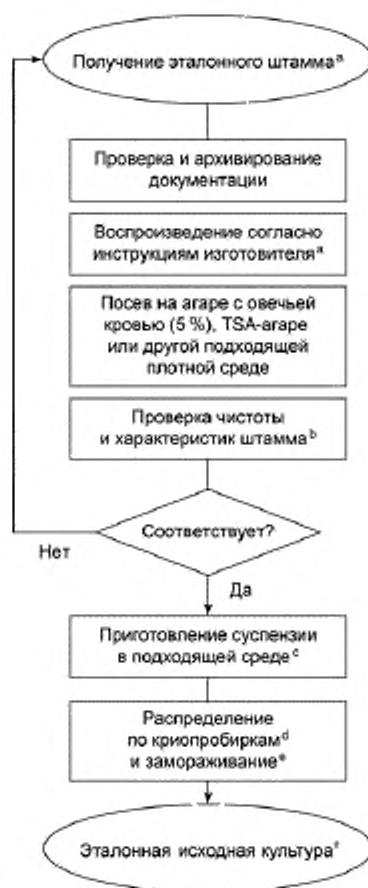 Получение эталонного штамма a
Проверка и архивирование
документации
Воспроизведение согласно
инструкциям изготовителя a
Посев на агаре с овечьей
кровью (5 %), TSA-агаре
или другой подходящей
плотной среде
Проверка чистоты
и характеристик штамма b
Соответствует?
Нет
Да
Приготовление суспензии
в подходящей среде c
Распределение
по криопробиркам d
и замораживание e
Эталонная исходная культура f